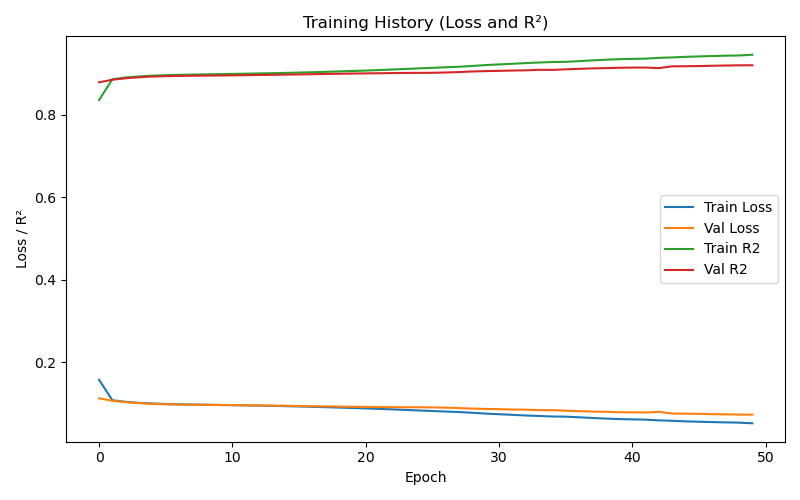 Training History (Loss and R²)
Loss / R²
0.8
0.6
0.4
0.2
Train Loss
Val Loss
Train R2
Val R2
0 10 20 30 40 50
Epoch